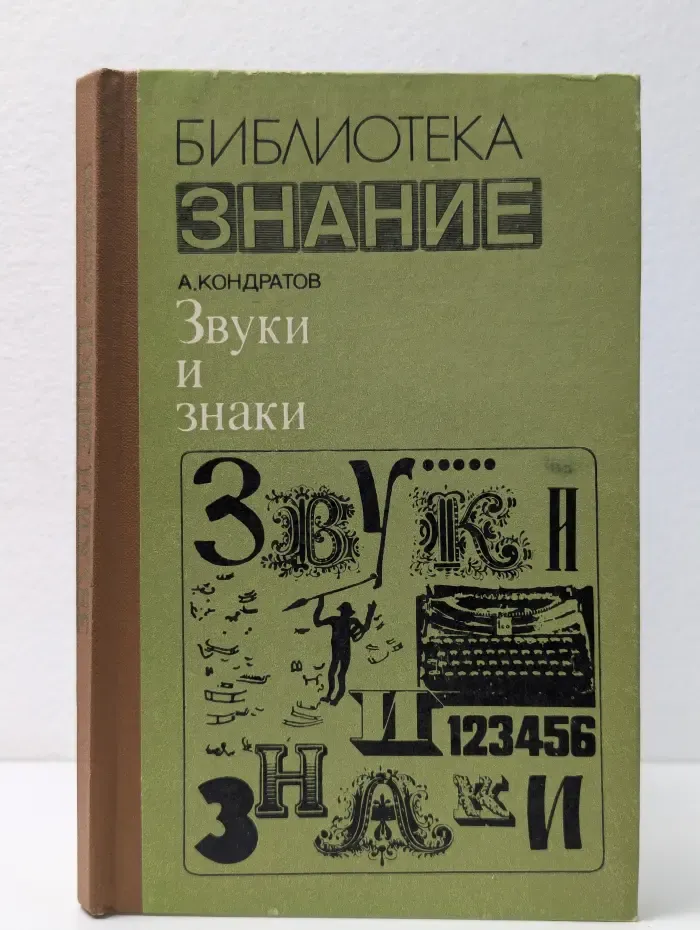 БИБЛИОТЕКА
ЗНАНИЕ
А.КОНДРАТОВ
Звуки
и
знаки
ЗВУКИ
И
123456
ЗНАКИ